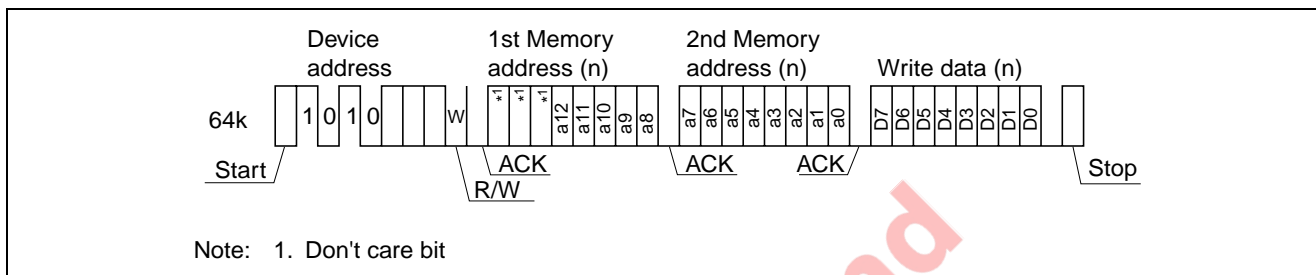 Device address
1st Memory address (n)
2nd Memory address (n)
Write data (n)
64k
1 0 1 0 W *1 *1 *1 a12 a11 a10 a9 a8 a7 a6 a5 a4 a3 a2 a1 a0 D7 D6 D5 D4 D3 D2 D1 D0
Start
ACK
ACK
ACK
Stop
R/W
Note: 1. Don't care bit